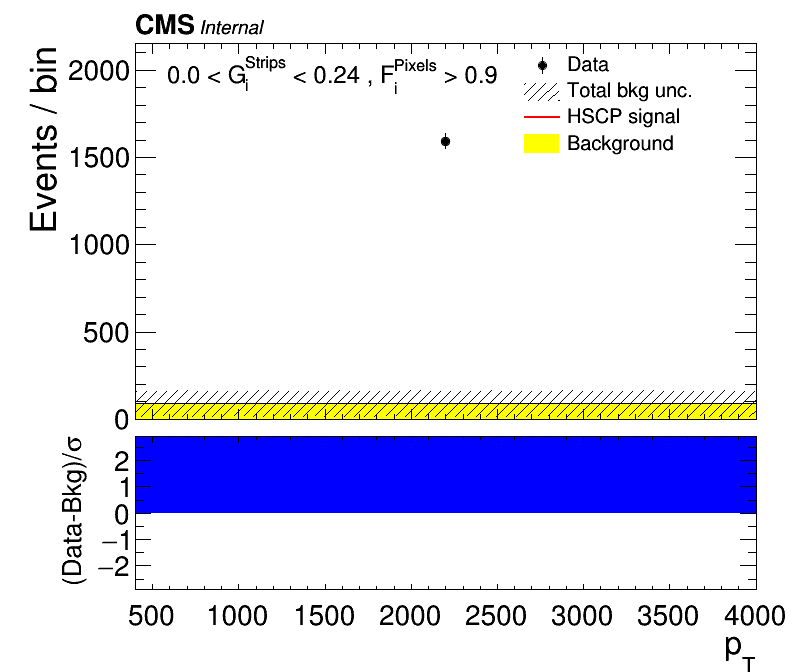 CMS Internal
0.0 < G_i^Strips < 0.24 , F_i^Pixels > 0.9
Data
Total bkg unc.
HSCP signal
Background
Events / bin
2000
1500
1000
500
0
(Data-Bkg)/σ
2
1
0
−1
−2
500 1000 1500 2000 2500 3000 3500 4000
p_T